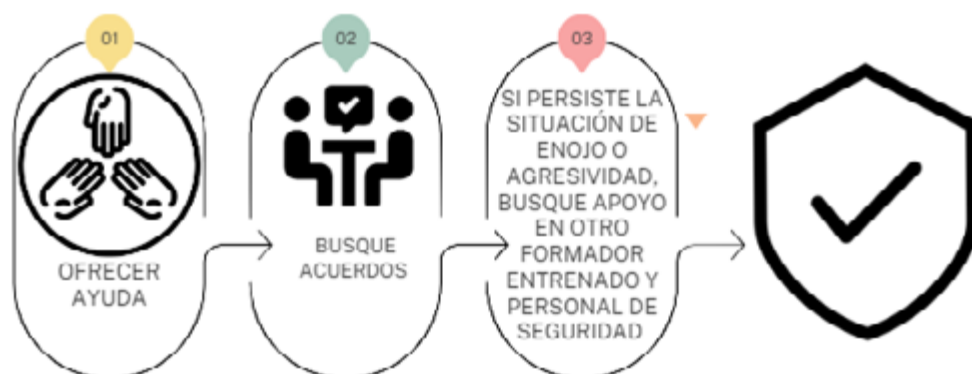 01
OFRECER
AYUDA
02
BUSQUE
ACUERDOS
03
SI PERSISTE LA
SITUACIÓN DE
ENOJO O
AGRESIVIDAD,
BUSQUE APOYO
EN OTRO
FORMADOR
ENTRENADO Y
PERSONAL DE
SEGURIDAD